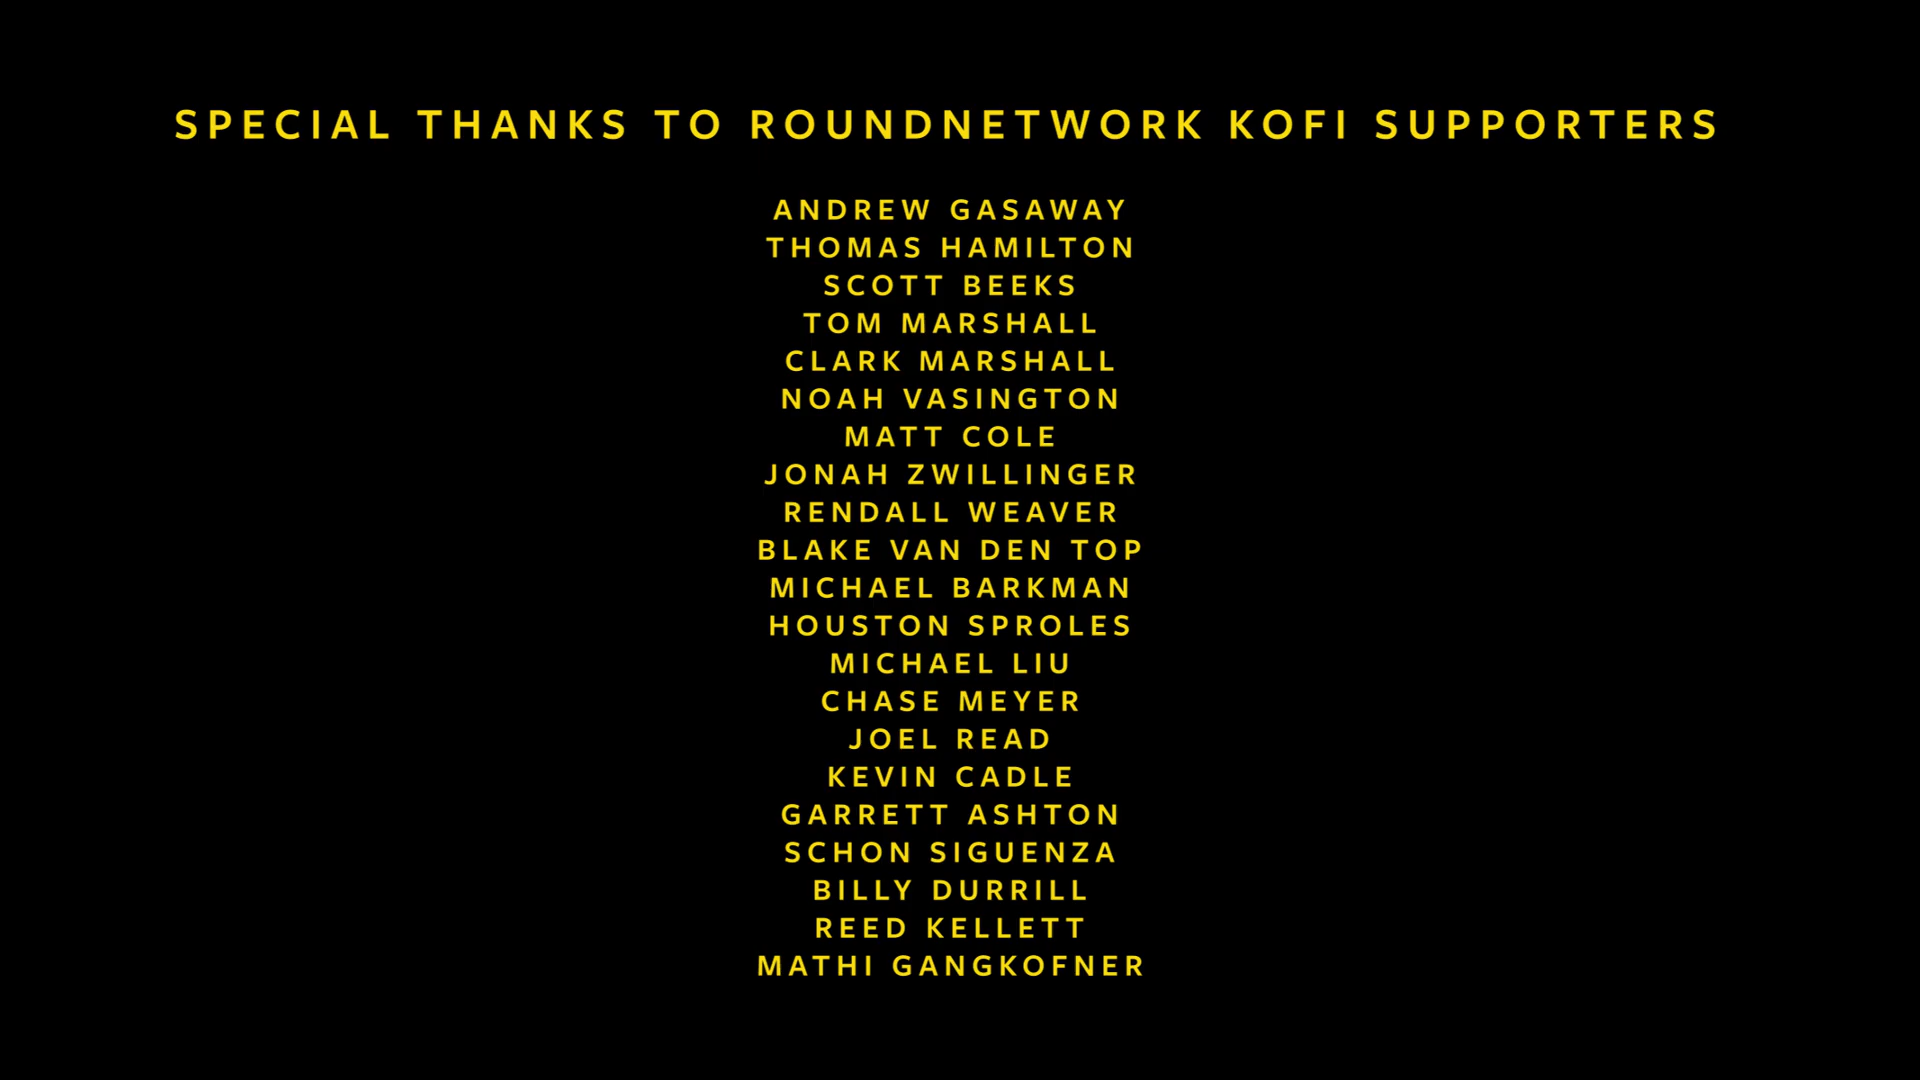 SPECIAL THANKS TO ROUNDNETWORK KOFI SUPPORTERS
ANDREW GASAWAY
THOMAS HAMILTON
SCOTT BEEKS
TOM MARSHALL
CLARK MARSHALL
NOAH VASINGTON
MATT COLE
JONAH ZWILLINGER
RENDALL WEAVER
BLAKE VAN DEN TOP
MICHAEL BARKMAN
HOUSTON SPROLES
MICHAEL LIU
CHASE MEYER
JOEL READ
KEVIN CADLE
GARRETT ASHTON
SCHON SIGUENZA
BILLY DURRILL
REED KELLETT
MATHI GANGKOFNER